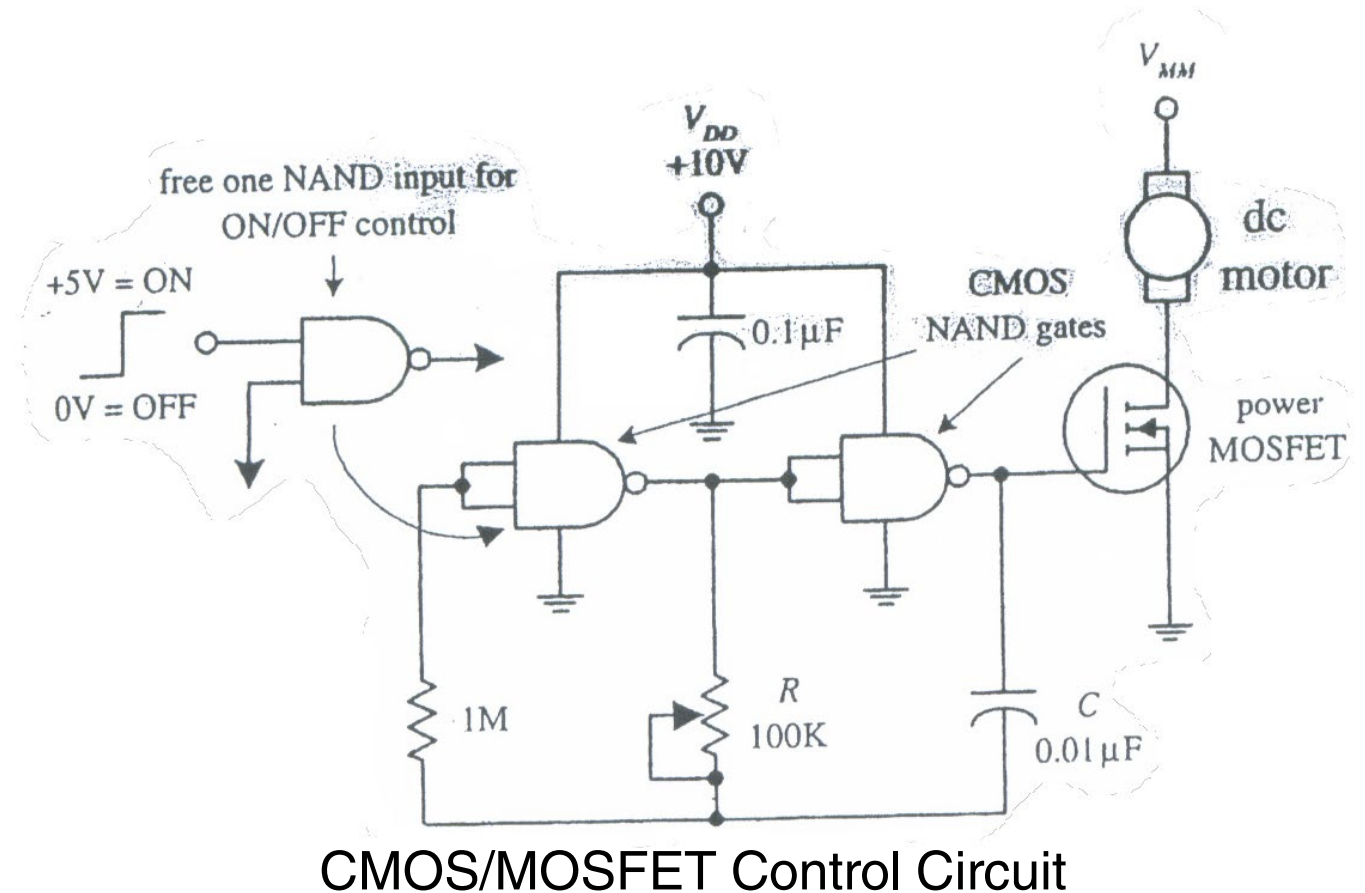 V_MM
V_DD
+10V
free one NAND input for
ON/OFF control
+5V = ON
0V = OFF
0.1µF
CMOS
NAND gates
dc
motor
power
MOSFET
1M
R
100K
C
0.01µF
CMOS/MOSFET Control Circuit